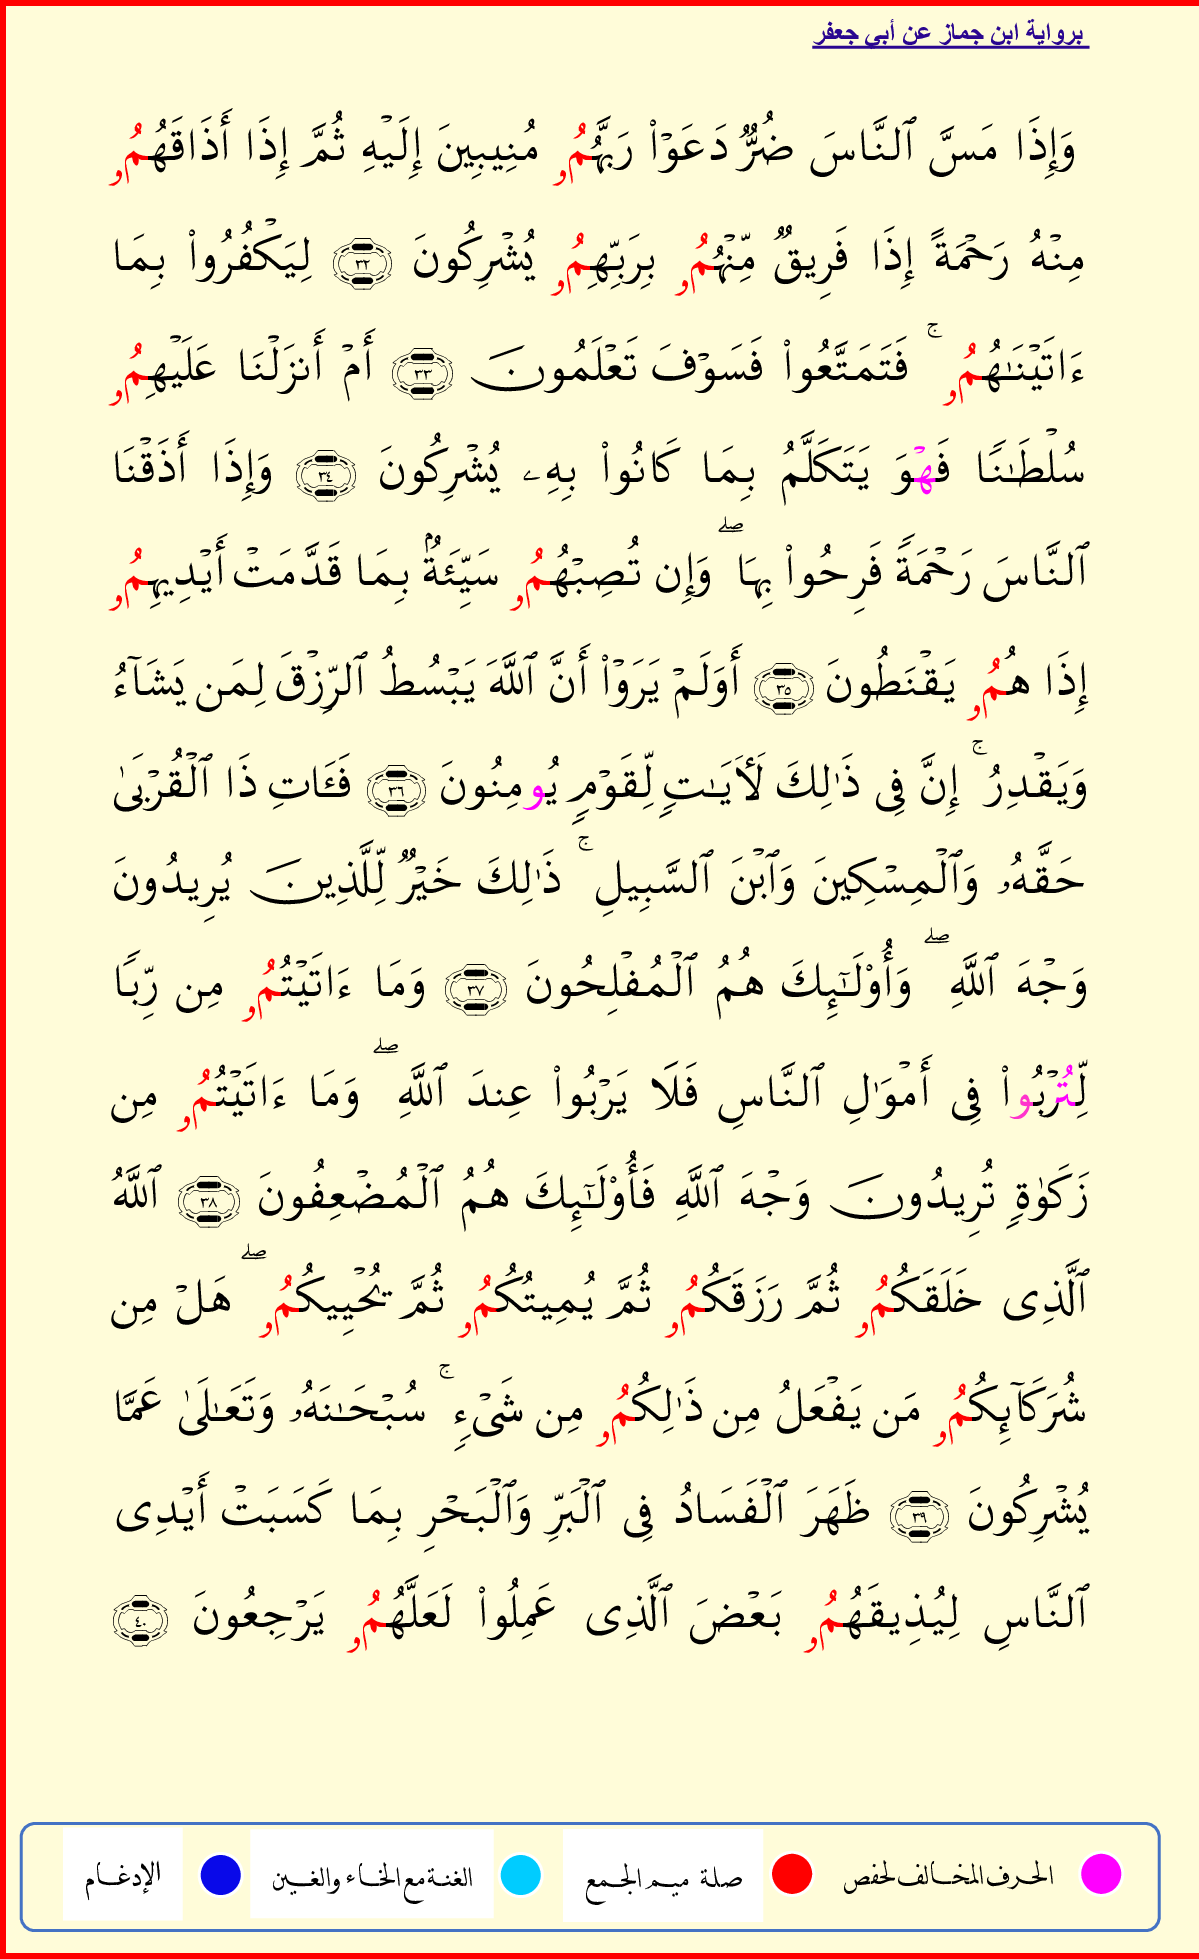 برواية ابن جماز عن أبي جعفر
وَإِذَا مَسَّ ٱلنَّاسَ ضُرࣱّ دَعَوۡاْ رَبَّهُمُۥ مُنِيبِينَ إِلَيۡهِ ثُمَّ إِذَا أَذَاقَهُمُۥ
مِنۡهُ رَحۡمَةً إِذَا فَرِيقࣱ مِّنۡهُمُۥ بِرَبِّهِمُۥ يُشۡرِكُونَ ٣٢ لِيَكۡفُرُواْ بِمَا
ءَاتَيۡنَٰهُمُۥۚ فَتَمَتَّعُواْ فَسَوۡفَ تَعۡلَمُونَ ٣٣ أَمۡ أَنزَلۡنَا عَلَيۡهِمُۥ
سُلۡطَٰنࣰا فَهۡوَ يَتَكَلَّمُ بِمَا كَانُواْ بِهِۦ يُشۡرِكُونَ ٣٤ وَإِذَا أَذَقۡنَا
ٱلنَّاسَ رَحۡمَةࣰ فَرِحُواْ بِهَاۖ وَإِن تُصِبۡهُمُۥ سَيِّئَةُۢ بِمَا قَدَّمَتۡ أَيۡدِيهِمُۥ
إِذَا هُمُۥ يَقۡنَطُونَ ٣٥ أَوَلَمۡ يَرَوۡاْ أَنَّ ٱللَّهَ يَبۡسُطُ ٱلرِّزۡقَ لِمَن يَشَآءُ
وَيَقۡدِرُۚ إِنَّ فِي ذَٰلِكَ لَأٓيَٰتࣲ لِّقَوۡمࣲ يُومِنُونَ ٣٦ فَـَٔاتِ ذَا ٱلۡقُرۡبَىٰ
حَقَّهُۥ وَٱلۡمِسۡكِينَ وَٱبۡنَ ٱلسَّبِيلِۚ ذَٰلِكَ خَيۡرࣱ لِّلَّذِينَ يُرِيدُونَ
وَجۡهَ ٱللَّهِۖ وَأُوْلَٰٓئِكَ هُمُ ٱلۡمُفۡلِحُونَ ٣٧ وَمَا ءَاتَيۡتُمُۥ مِن رِّبࣰا
لِّتُرۡبُواْ فِي أَمۡوَٰلِ ٱلنَّاسِ فَلَا يَرۡبُواْ عِندَ ٱللَّهِۖ وَمَا ءَاتَيۡتُمُۥ مِن
زَكَوٰةࣲ تُرِيدُونَ وَجۡهَ ٱللَّهِ فَأُوْلَٰٓئِكَ هُمُ ٱلۡمُضۡعِفُونَ ٣٨ ٱللَّهُ
ٱلَّذِي خَلَقَكُمُۥ ثُمَّ رَزَقَكُمُۥ ثُمَّ يُمِيتُكُمُۥ ثُمَّ يُحۡيِيكُمُۥۖ هَلۡ مِن
شُرَكَآئِكُمُۥ مَن يَفۡعَلُ مِن ذَٰلِكُمُۥ مِن شَيۡءࣲۚ سُبۡحَٰنَهُۥ وَتَعَٰلَىٰ عَمَّا
يُشۡرِكُونَ ٣٩ ظَهَرَ ٱلۡفَسَادُ فِي ٱلۡبَرِّ وَٱلۡبَحۡرِ بِمَا كَسَبَتۡ أَيۡدِي
ٱلنَّاسِ لِيُذِيقَهُمُۥ بَعۡضَ ٱلَّذِي عَمِلُواْ لَعَلَّهُمُۥ يَرۡجِعُونَ ٤٠
الحرف المخالف لحفص صلة ميم الجمع الغنة مع الخاء والغين الإدغام